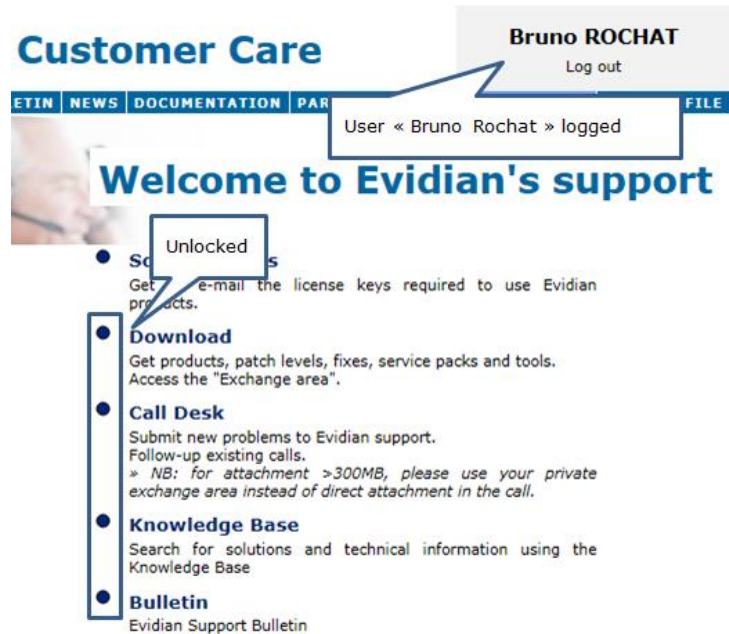 Customer Care
Bruno ROCHAT
Log out
ETIN NEWS DOCUMENTATION PAR FILE
User « Bruno Rochat » logged
Welcome to Evidian's support
Unlocked
Get e-mail the license keys required to use Evidian
products.
Download
Get products, patch levels, fixes, service packs and tools.
Access the "Exchange area".
Call Desk
Submit new problems to Evidian support.
Follow-up existing calls.
» NB: for attachment >300MB, please use your private
exchange area instead of direct attachment in the call.
Knowledge Base
Search for solutions and technical information using the
Knowledge Base
Bulletin
Evidian Support Bulletin